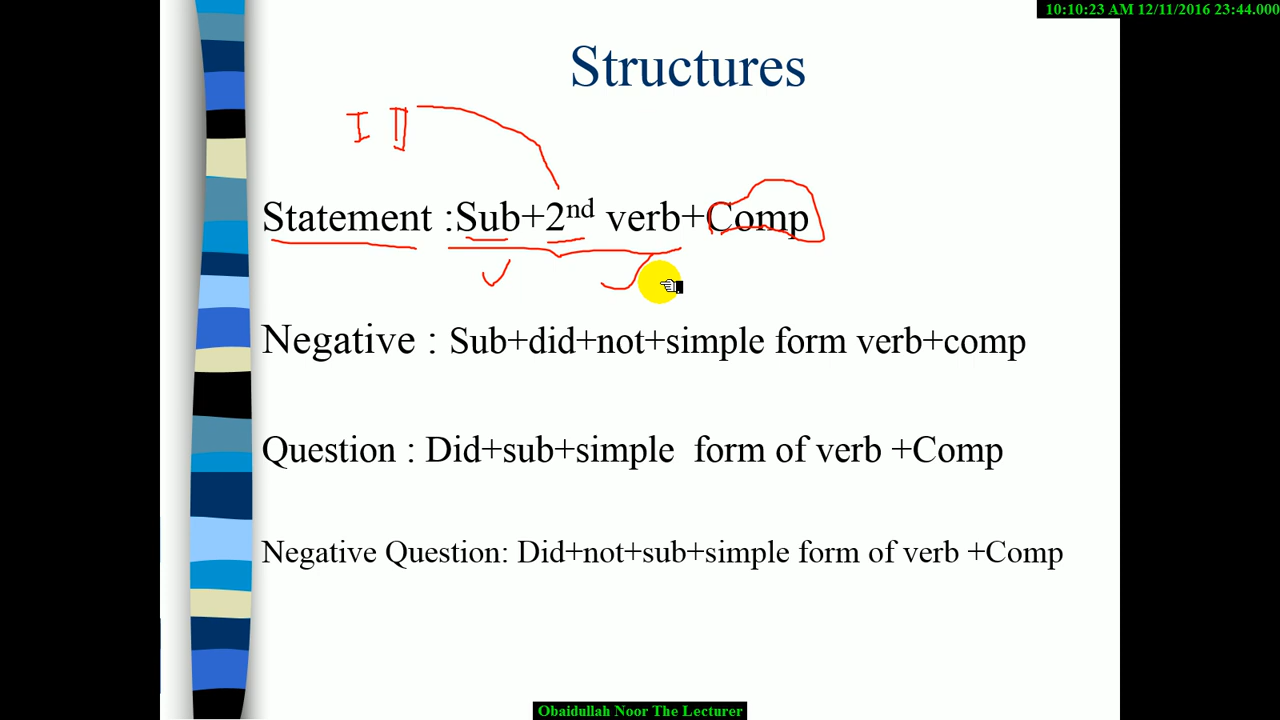 10:10:23 AM 12/11/2016 23:44.000
Structures
I II
Statement :Sub+2nd verb+Comp
Negative : Sub+did+not+simple form verb+comp
Question : Did+sub+simple form of verb +Comp
Negative Question: Did+not+sub+simple form of verb +Comp
Obaidullah Noor The Lecturer